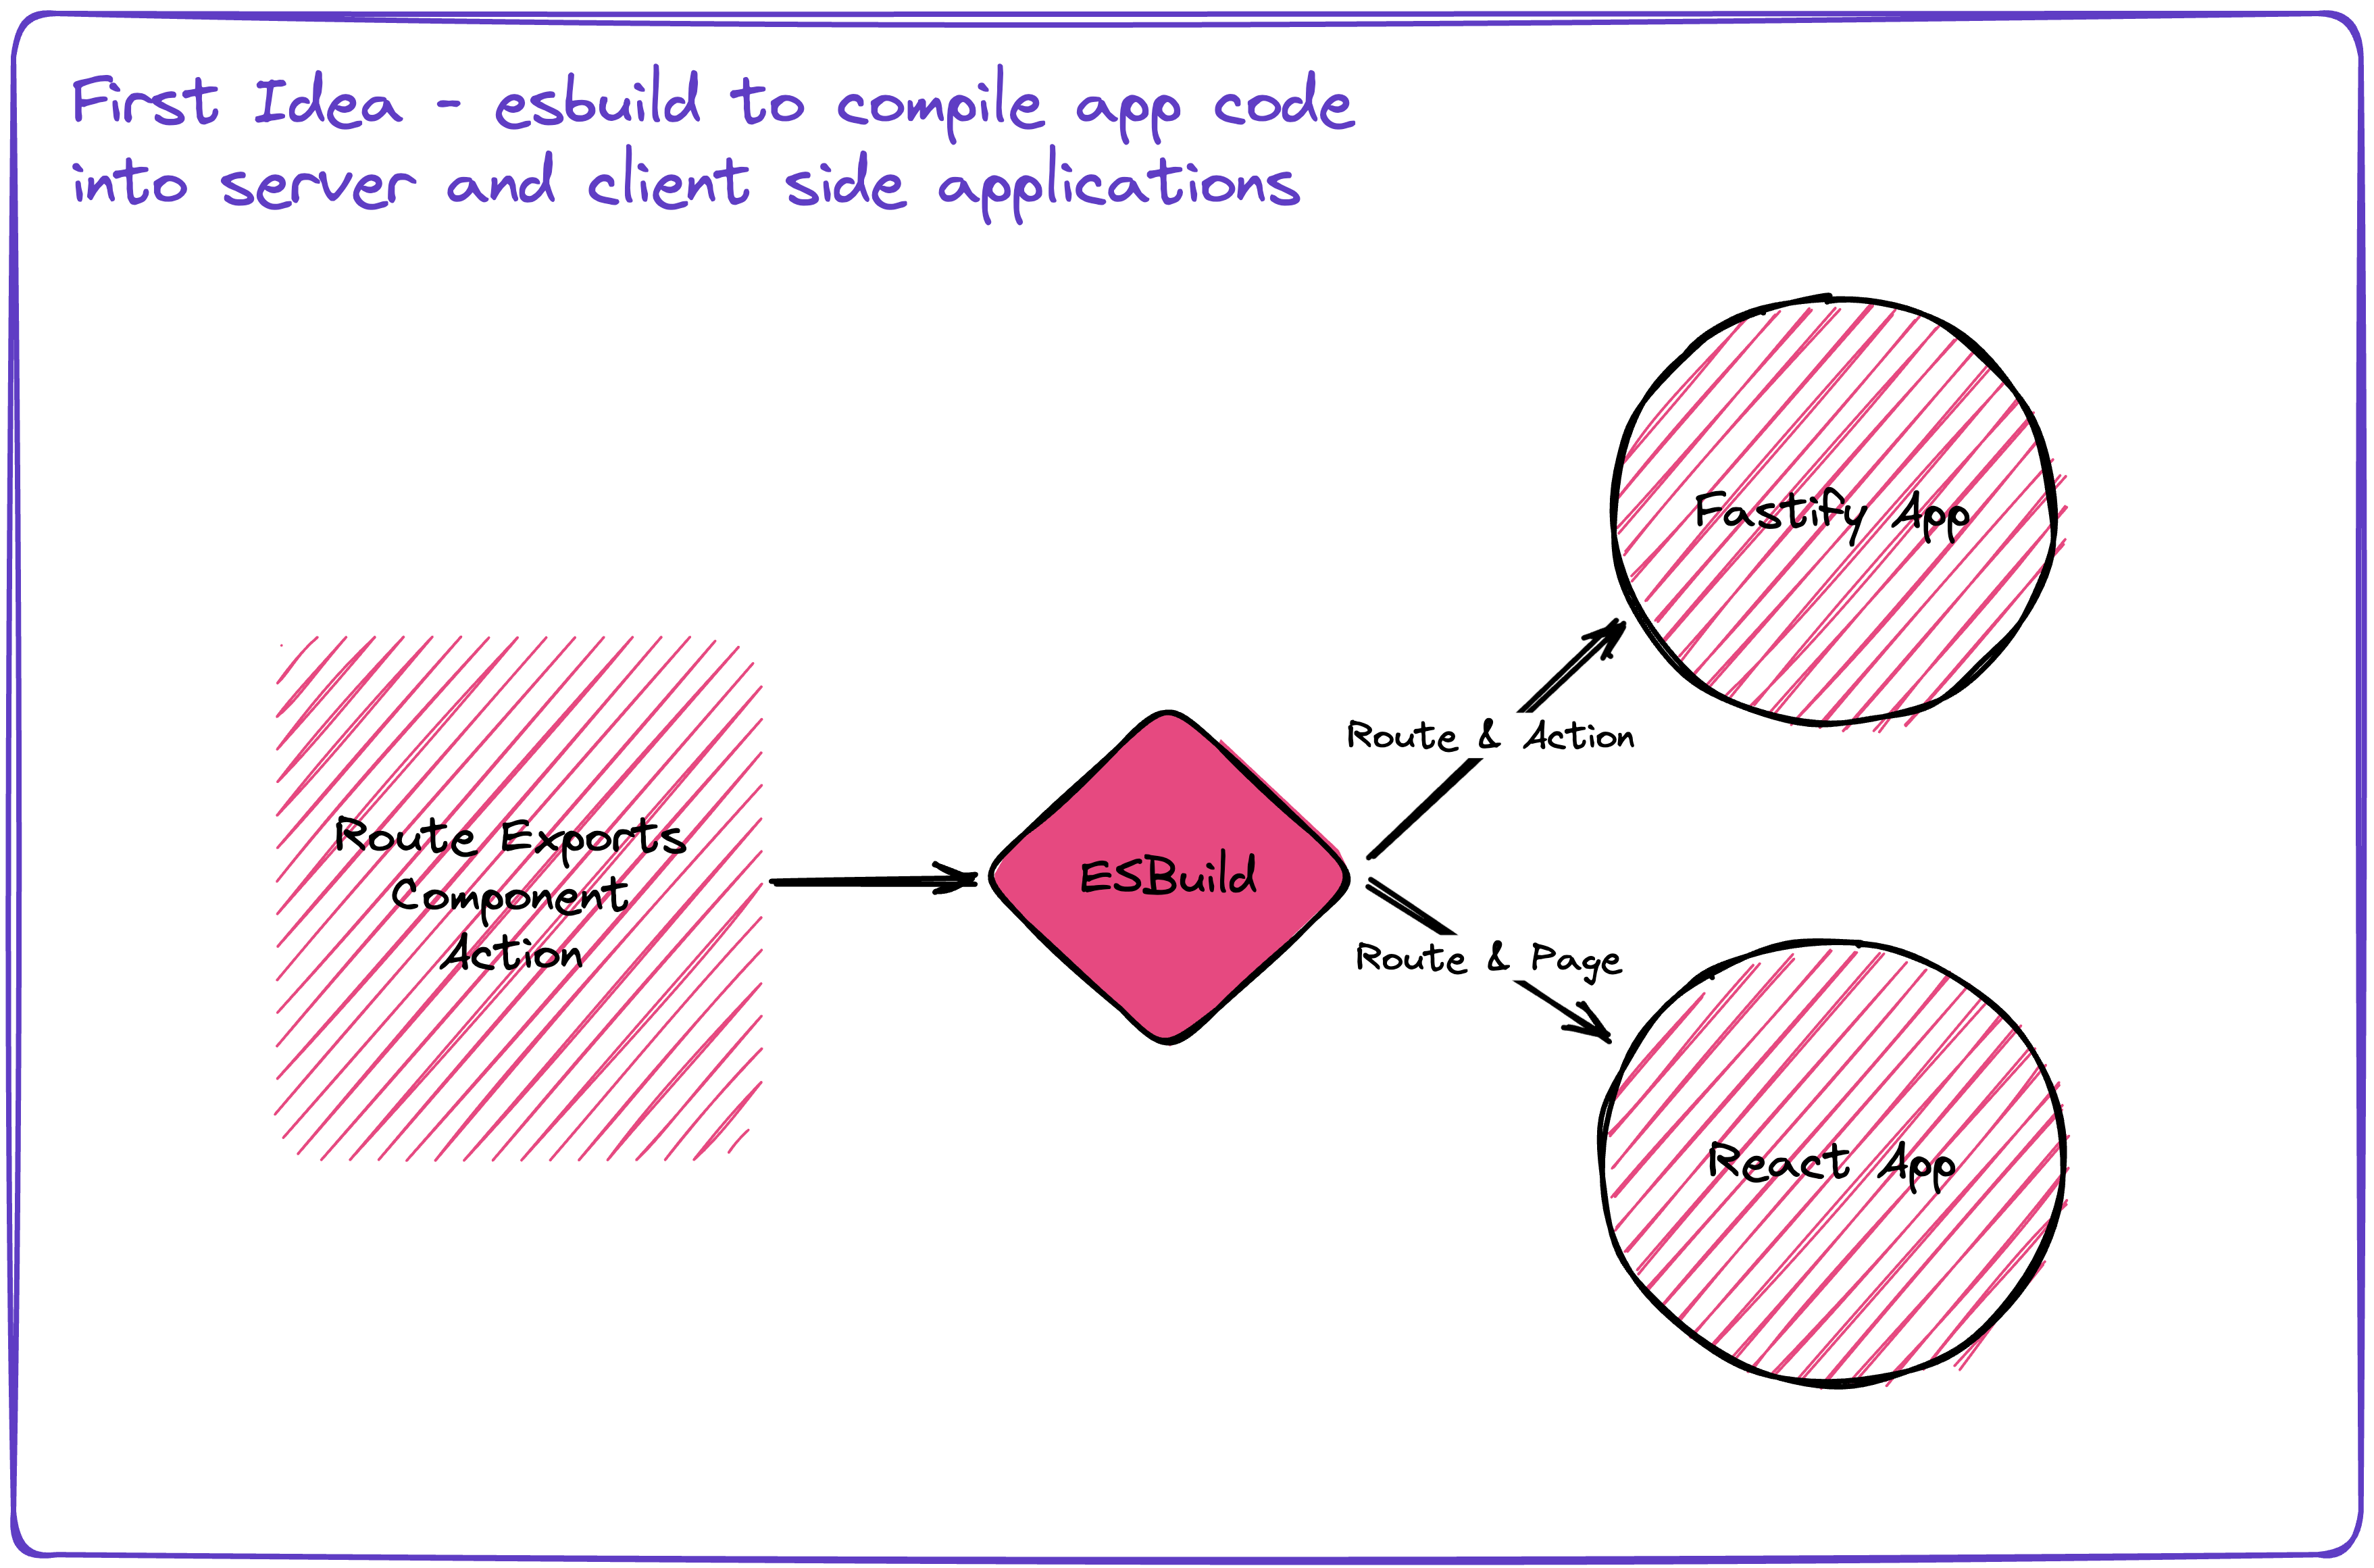 First Idea - esbuild to compile app code
into server and client side applications
Fastify App
Route & Action
Route Exports
Component
Action
ESBuild
Route & Page
React App